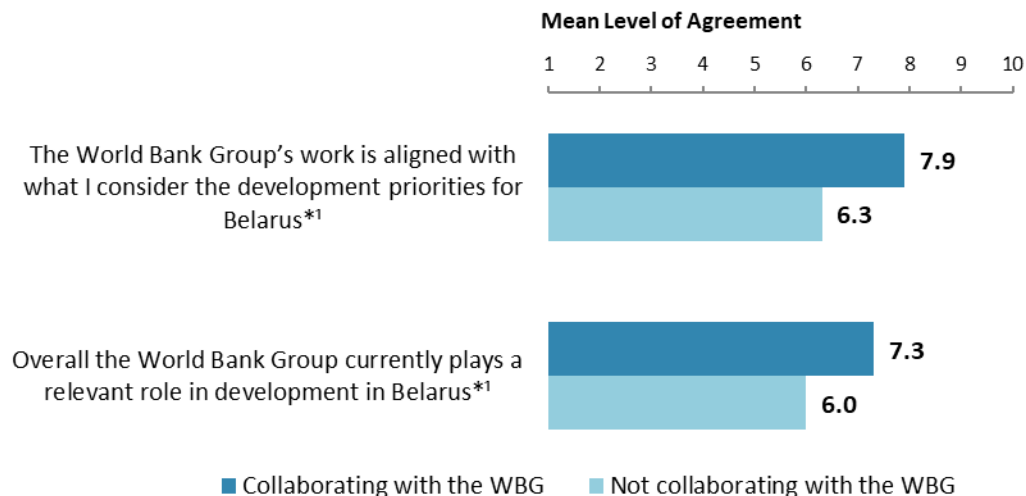 Mean Level of Agreement
1 2 3 4 5 6 7 8 9 10
The World Bank Group’s work is aligned with
what I consider the development priorities for
Belarus*¹
7.9
6.3
Overall the World Bank Group currently plays a
relevant role in development in Belarus*¹
7.3
6.0
Collaborating with the WBG Not collaborating with the WBG